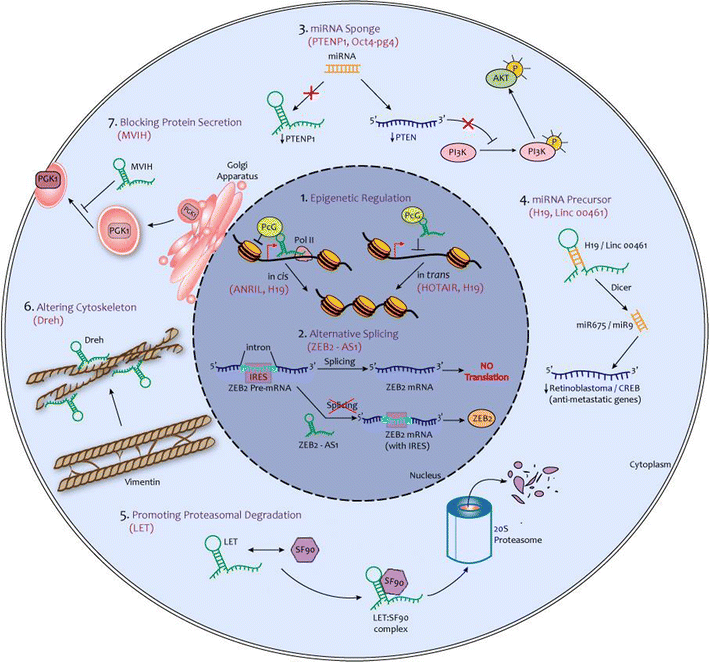 3. miRNA Sponge
(PTENP1, Oct4-pg4)
miRNA
↓PTENP1
5' 3'
↓PTEN
PI3K
PI3K
P
AKT
P
7. Blocking Protein Secretion
(MVIH)
MVIH
PGK1
PGK1
PGK1
Golgi
Apparatus
1. Epigenetic Regulation
PcG
Pol II
in cis
(ANRIL, H19)
PcG
in trans
(HOTAIR, H19)
4. miRNA Precursor
(H19, Linc 00461)
H19 / Linc 00461
Dicer
miR675 / miR9
5' 3'
↓Retinoblastoma / CREB
(anti-metastatic genes)
6. Altering Cytoskeleton
(Dreh)
Dreh
Vimentin
2. Alternative Splicing
(ZEB2 - AS1)
intron
5' 3'
IRES
ZEB2 Pre-mRNA
Splicing
5' 3'
ZEB2 mRNA
NO
Translation
Splicing
ZEB2 - AS1
5' 3'
ZEB2 mRNA
(with IRES)
ZEB2
Nucleus
Cytoplasm
5. Promoting Proteasomal Degradation
(LET)
LET
SF90
SF90
LET:SF90
complex
20S
Proteasome